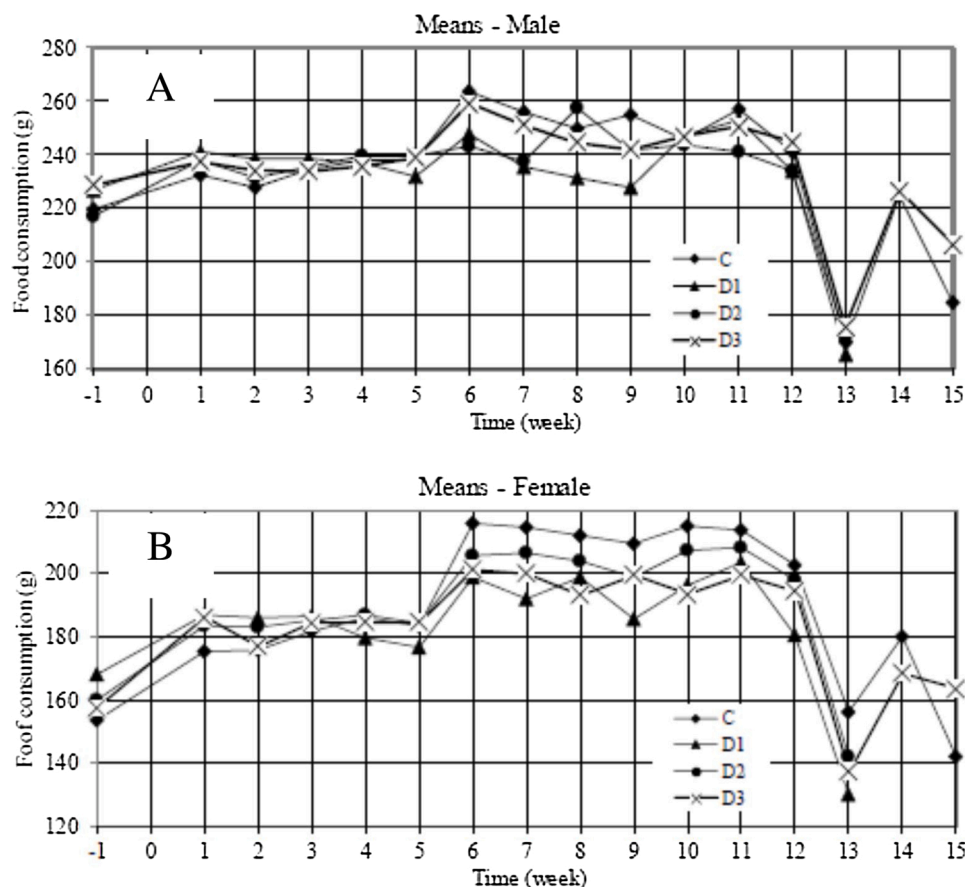 Means - Male
A
Food consumption (g)
280
260
240
220
200
180
160
C
D1
D2
D3
-1 0 1 2 3 4 5 6 7 8 9 10 11 12 13 14 15
Time (week)
Means - Female
B
Foof consumption (g)
220
200
180
160
140
120
C
D1
D2
D3
-1 0 1 2 3 4 5 6 7 8 9 10 11 12 13 14 15
Time (week)